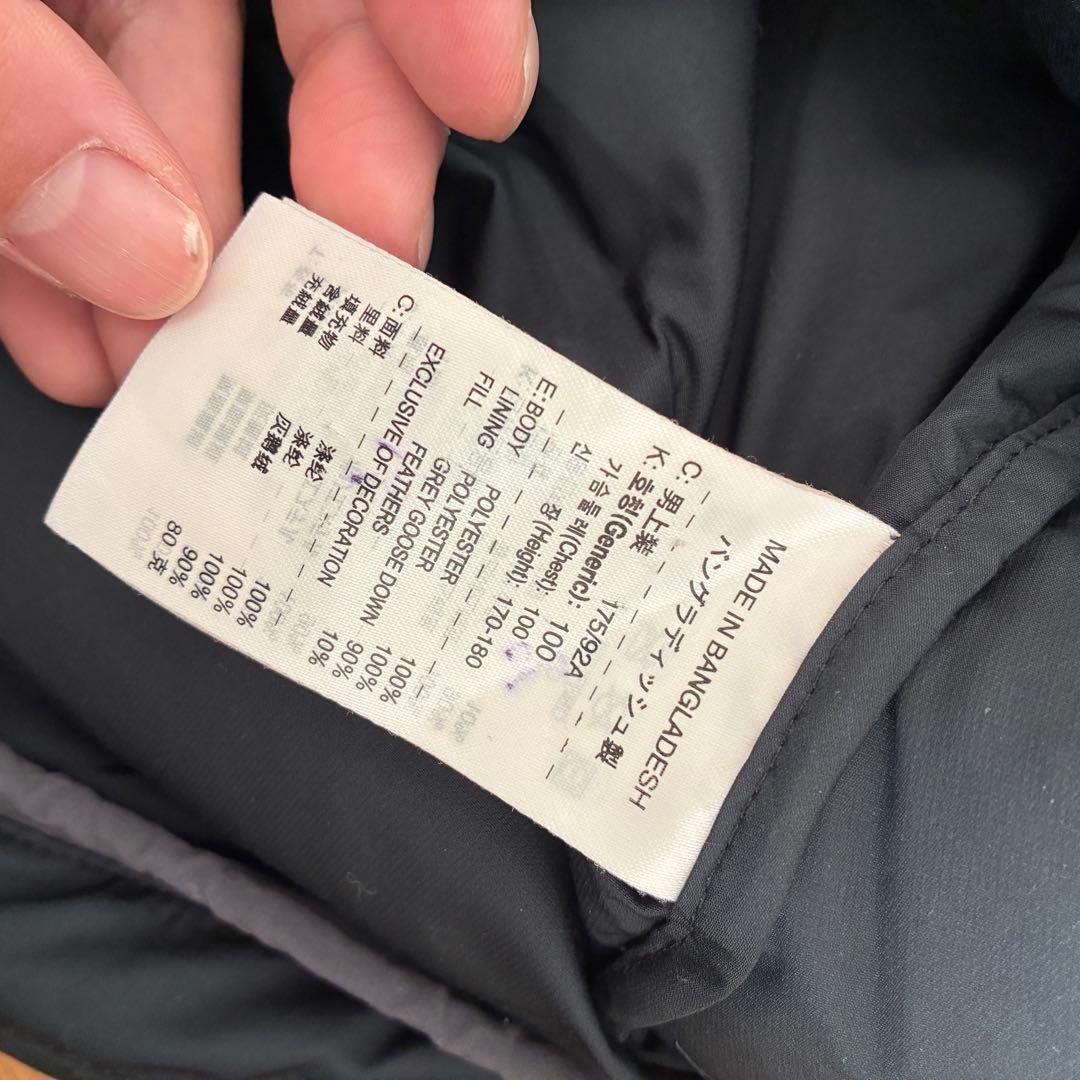 MADE IN BANGLADESH
バングラディッシュ製
C: 男上装 175/92A
K: 호칭(Generic): 100
가슴둘레(Chest): 100
신 장(Height): 170-180
E: BODY POLYESTER 100%
LINING POLYESTER 100%
FILL GREY GOOSE DOWN 90%
FEATHERS 10%
EXCLUSIVE OF DECORATION
C: 面料 涤纶 100%
里料 涤纶 100%
填充物 灰鹅绒 100%
含绒量 90%
充绒量 80 克